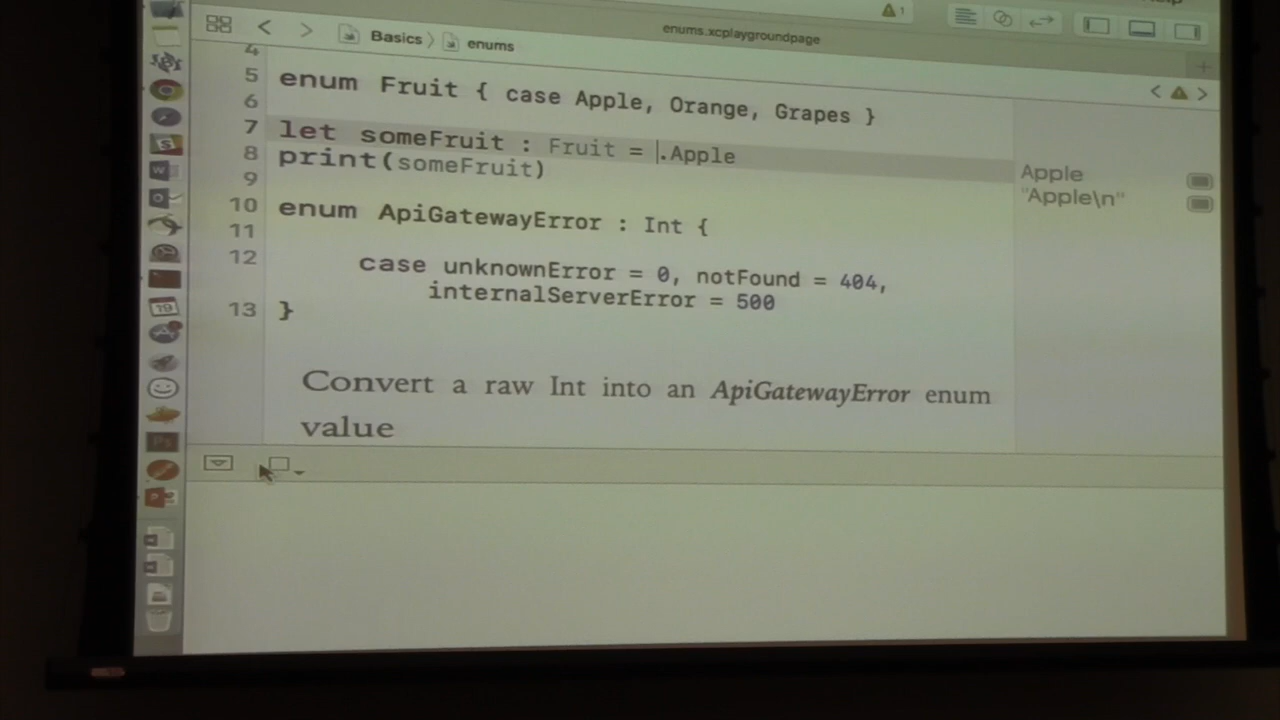 1
enums.xcplaygroundpage
Basics enums
4
5 enum Fruit { case Apple, Orange, Grapes }
6
7 let someFruit : Fruit = .Apple
Apple
8 print(someFruit)
"Apple\n"
9
10 enum ApiGatewayError : Int {
11
12 case unknownError = 0, notFound = 404,
internalServerError = 500
13 }
Convert a raw Int into an ApiGatewayError enum
value
19